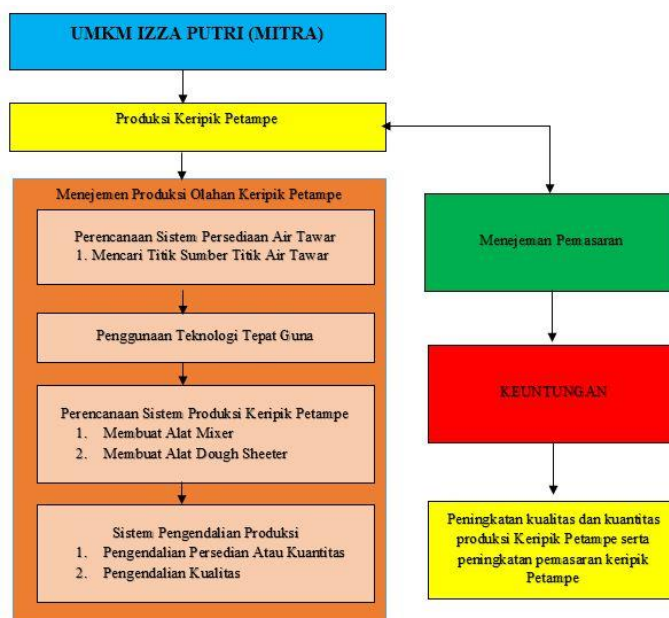 UMKM IZZA PUTRI (MITRA)
Produksi Keripik Petampe
Menejemen Produksi Olahan Keripik Petampe
Perencanaan Sistem Persediaan Air Tawar
1. Mencari Titik Sumber Titik Air Tawar
Penggunaan Teknologi Tepat Guna
Perencanaan Sistem Produksi Keripik Petampe
1. Membuat Alat Mixer
2. Membuat Alat Dough Sheeter
Sistem Pengendalian Produksi
1. Pengendalian Persedian Atau Kuantitas
2. Pengendalian Kualitas
Menejeman Pemasaran
KEUNTUNGAN
Peningkatan kualitas dan kuantitas
produksi Keripik Petampe serta
peningkatan pemasaran keripik
Petampe